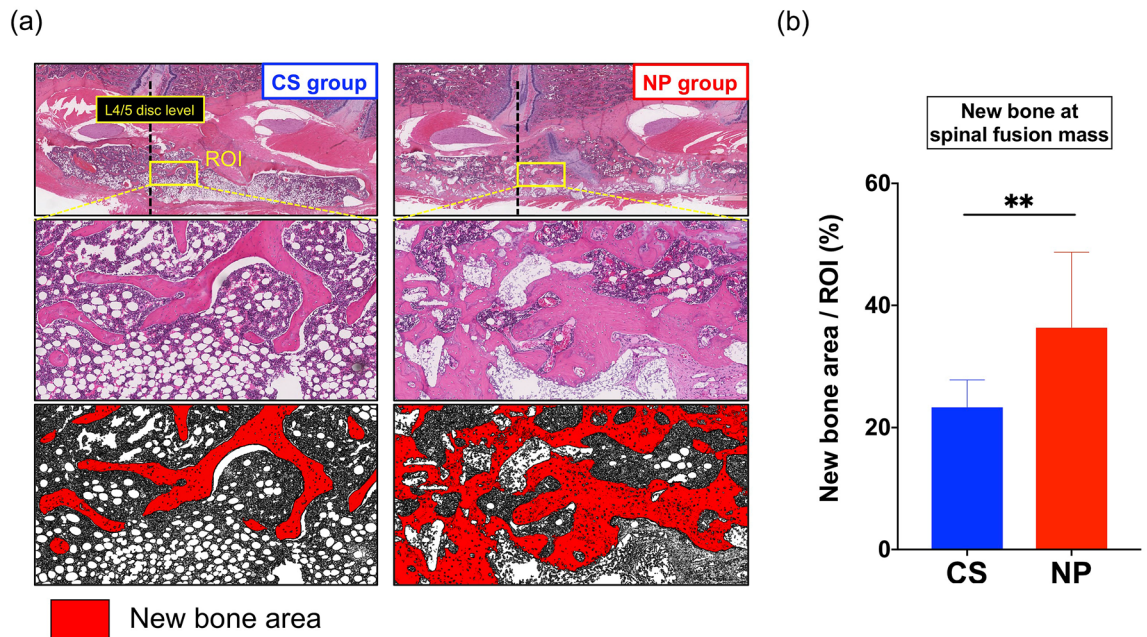 (a)
CS group
NP group
L4/5 disc level
ROI
New bone area
(b)
New bone at
spinal fusion mass
New bone area / ROI (%)
60
40
20
0
**
CS
NP